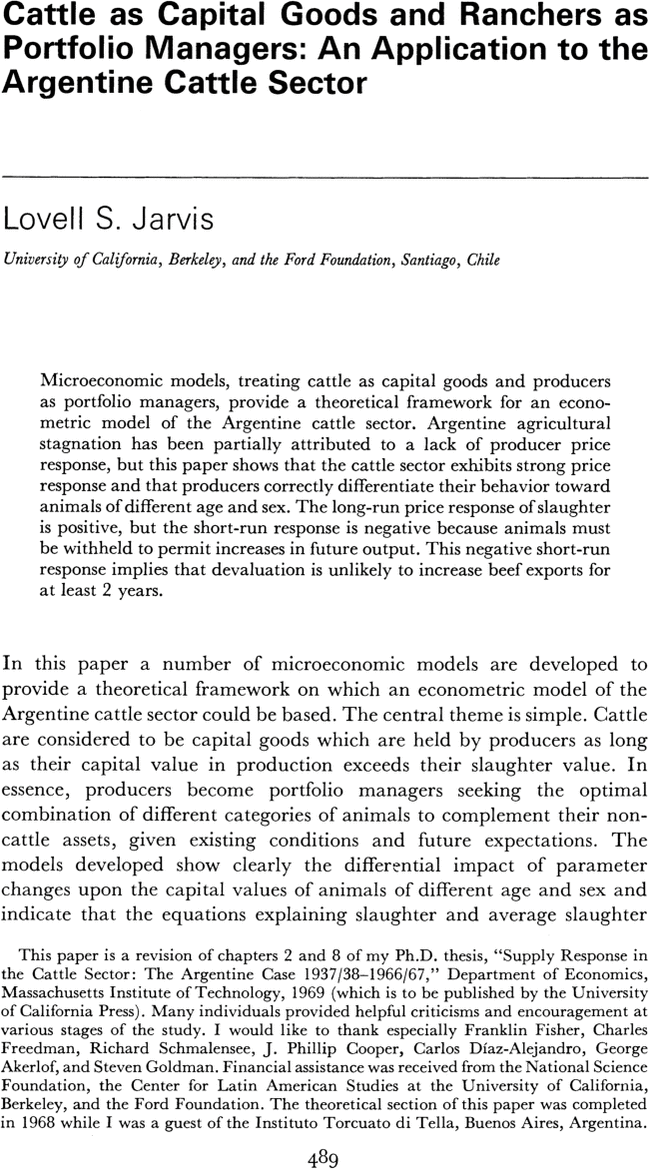 Cattle as Capital Goods and Ranchers as
Portfolio Managers: An Application to the
Argentine Cattle Sector
Lovell S. Jarvis
University of California, Berkeley, and the Ford Foundation, Santiago, Chile
Microeconomic models, treating cattle as capital goods and producers
as portfolio managers, provide a theoretical framework for an econo-
metric model of the Argentine cattle sector. Argentine agricultural
stagnation has been partially attributed to a lack of producer price
response, but this paper shows that the cattle sector exhibits strong price
response and that producers correctly differentiate their behavior toward
animals of different age and sex. The long-run price response of slaughter
is positive, but the short-run response is negative because animals must
be withheld to permit increases in future output. This negative short-run
response implies that devaluation is unlikely to increase beef exports for
at least 2 years.
In this paper a number of microeconomic models are developed to
provide a theoretical framework on which an econometric model of the
Argentine cattle sector could be based. The central theme is simple. Cattle
are considered to be capital goods which are held by producers as long
as their capital value in production exceeds their slaughter value. In
essence, producers become portfolio managers seeking the optimal
combination of different categories of animals to complement their non-
cattle assets, given existing conditions and future expectations. The
models developed show clearly the differential impact of parameter
changes upon the capital values of animals of different age and sex and
indicate that the equations explaining slaughter and average slaughter
This paper is a revision of chapters 2 and 8 of my Ph.D. thesis, "Supply Response in
the Cattle Sector: The Argentine Case 1937/38–1966/67," Department of Economics,
Massachusetts Institute of Technology, 1969 (which is to be published by the University
of California Press). Many individuals provided helpful criticisms and encouragement at
various stages of the study. I would like to thank especially Franklin Fisher, Charles
Freedman, Richard Schmalensee, J. Phillip Cooper, Carlos Díaz-Alejandro, George
Akerlof, and Steven Goldman. Financial assistance was received from the National Science
Foundation, the Center for Latin American Studies at the University of California,
Berkeley, and the Ford Foundation. The theoretical section of this paper was completed
in 1968 while I was a guest of the Instituto Torcuato di Tella, Buenos Aires, Argentina.
489